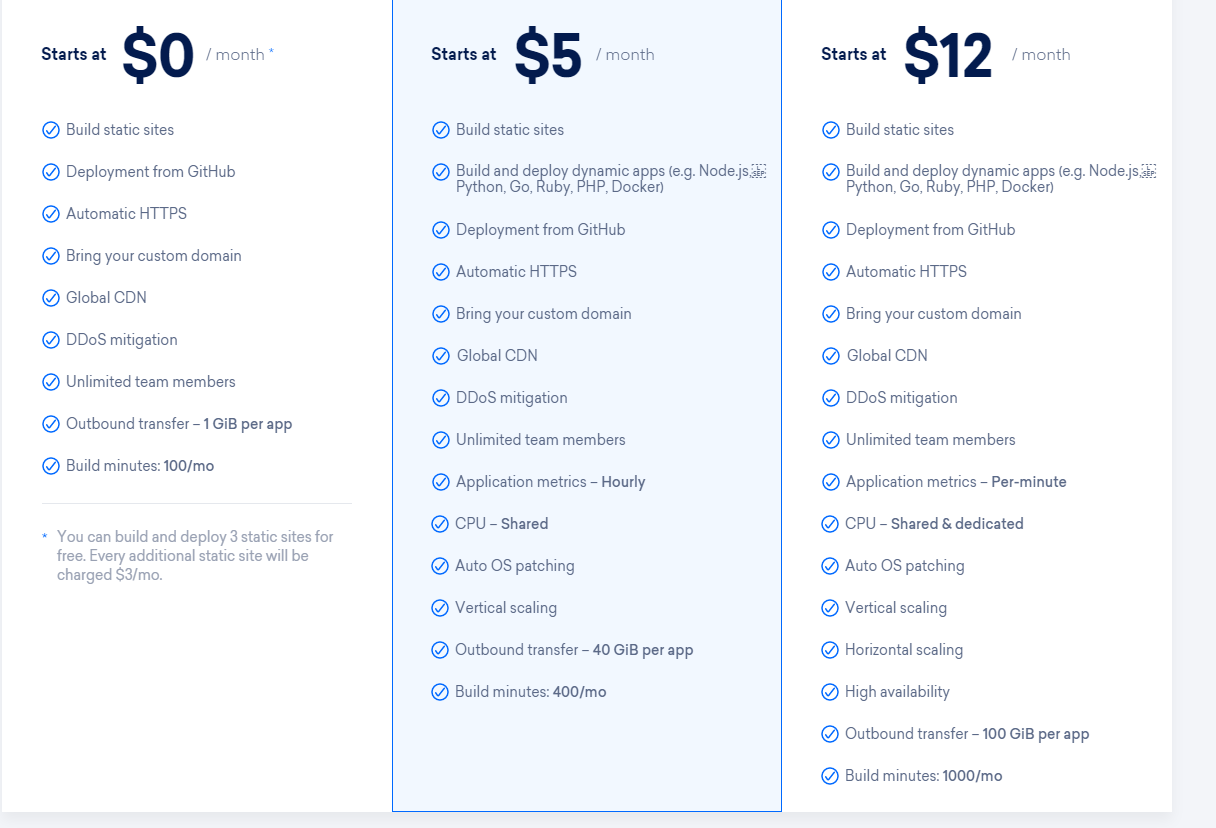 Starts at $0 / month *
Build static sites
Deployment from GitHub
Automatic HTTPS
Bring your custom domain
Global CDN
DDoS mitigation
Unlimited team members
Outbound transfer – 1 GiB per app
Build minutes: 100/mo
* You can build and deploy 3 static sites for
free. Every additional static site will be
charged $3/mo.
Starts at $5 / month
Build static sites
Build and deploy dynamic apps (e.g. Node.js,
Python, Go, Ruby, PHP, Docker)
Deployment from GitHub
Automatic HTTPS
Bring your custom domain
Global CDN
DDoS mitigation
Unlimited team members
Application metrics – Hourly
CPU – Shared
Auto OS patching
Vertical scaling
Outbound transfer – 40 GiB per app
Build minutes: 400/mo
Starts at $12 / month
Build static sites
Build and deploy dynamic apps (e.g. Node.js,
Python, Go, Ruby, PHP, Docker)
Deployment from GitHub
Automatic HTTPS
Bring your custom domain
Global CDN
DDoS mitigation
Unlimited team members
Application metrics – Per-minute
CPU – Shared & dedicated
Auto OS patching
Vertical scaling
Horizontal scaling
High availability
Outbound transfer – 100 GiB per app
Build minutes: 1000/mo